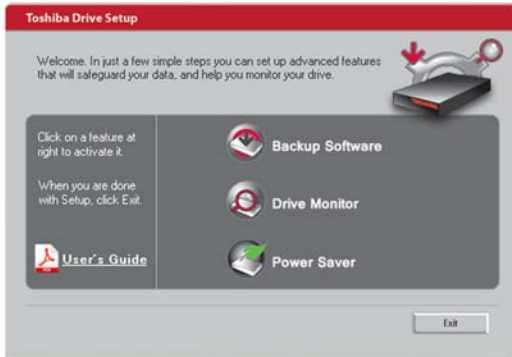 Toshiba Drive Setup
Welcome. In just a few simple steps you can set up advanced features
that will safeguard your data, and help you monitor your drive.
Click on a feature at
right to activate it.
When you are done
with Setup, click Exit.
User's Guide
Backup Software
Drive Monitor
Power Saver
Exit